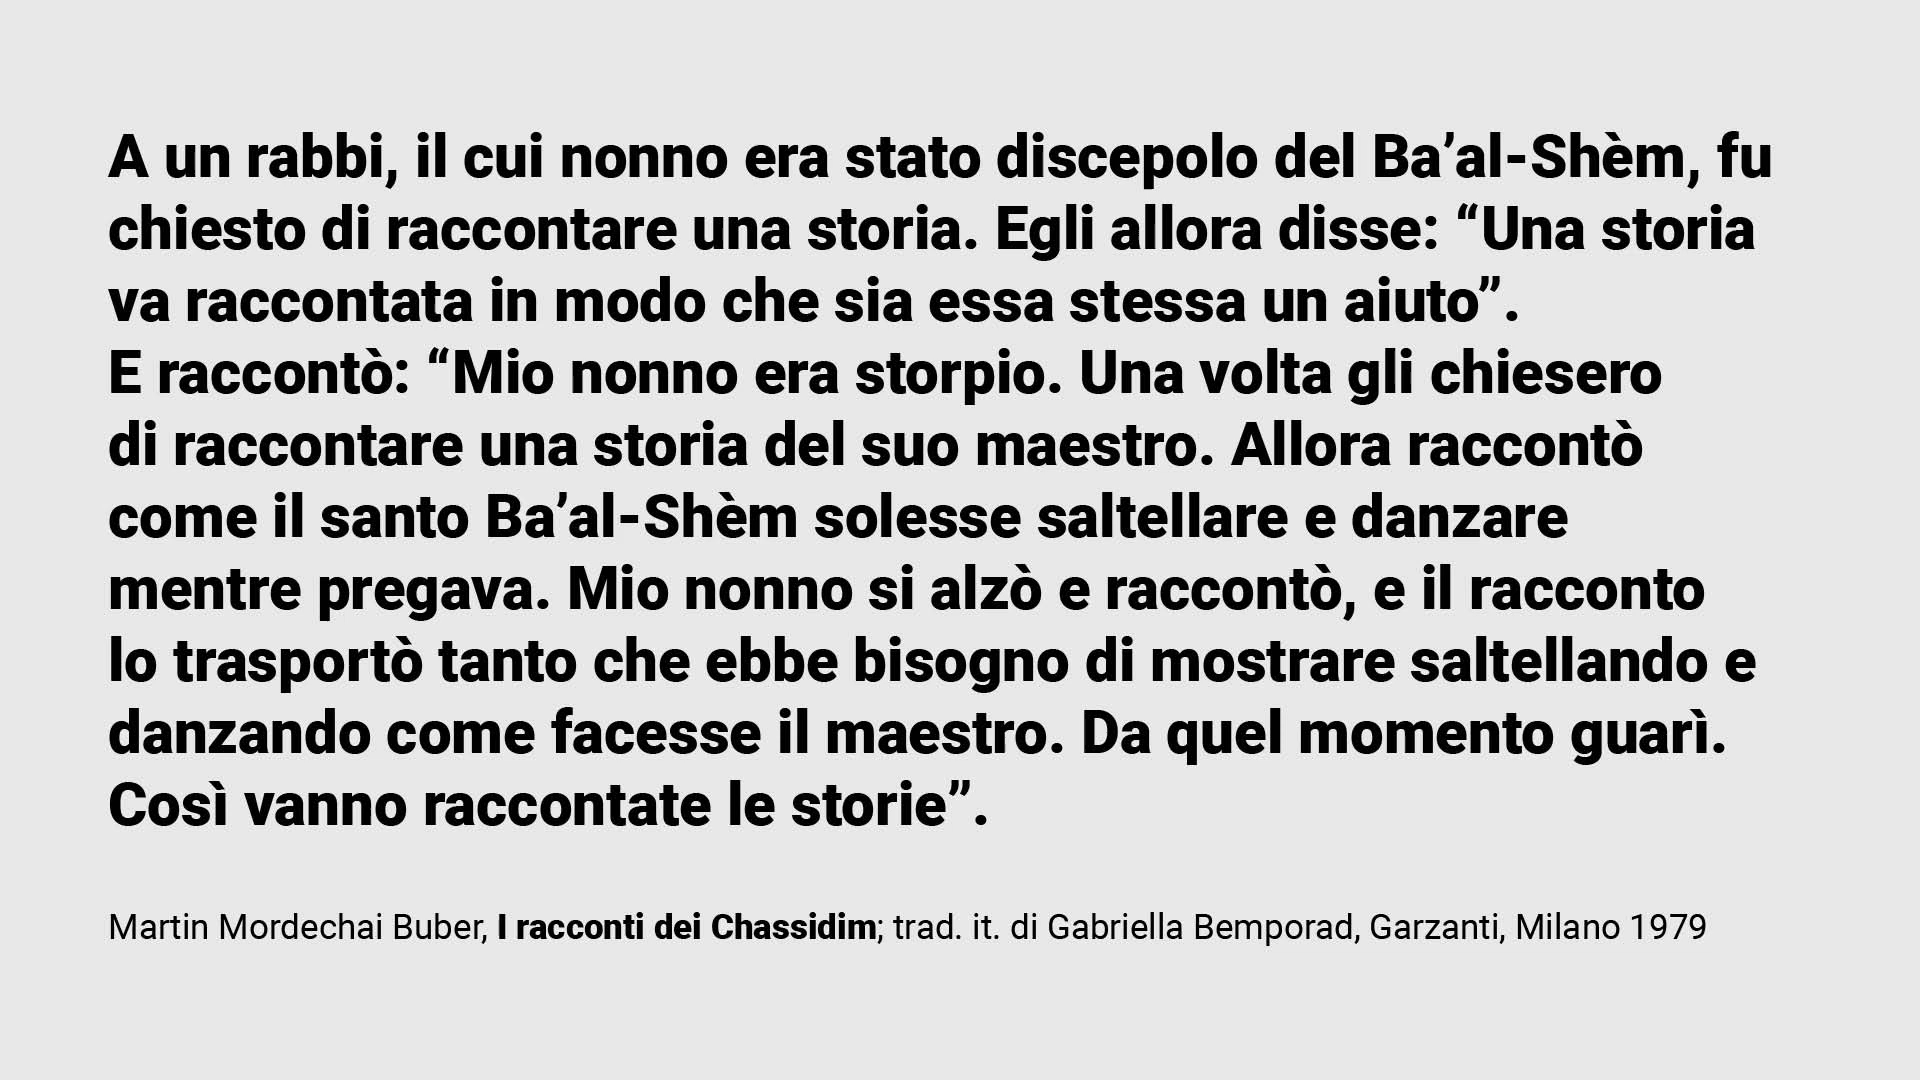 A un rabbi, il cui nonno era stato discepolo del Ba’al-Shèm, fu
chiesto di raccontare una storia. Egli allora disse: “Una storia
va raccontata in modo che sia essa stessa un aiuto”.
E raccontò: “Mio nonno era storpio. Una volta gli chiesero
di raccontare una storia del suo maestro. Allora raccontò
come il santo Ba’al-Shèm solesse saltellare e danzare
mentre pregava. Mio nonno si alzò e raccontò, e il racconto
lo trasportò tanto che ebbe bisogno di mostrare saltellando e
danzando come facesse il maestro. Da quel momento guarì.
Così vanno raccontate le storie”.
Martin Mordechai Buber, I racconti dei Chassidim; trad. it. di Gabriella Bemporad, Garzanti, Milano 1979